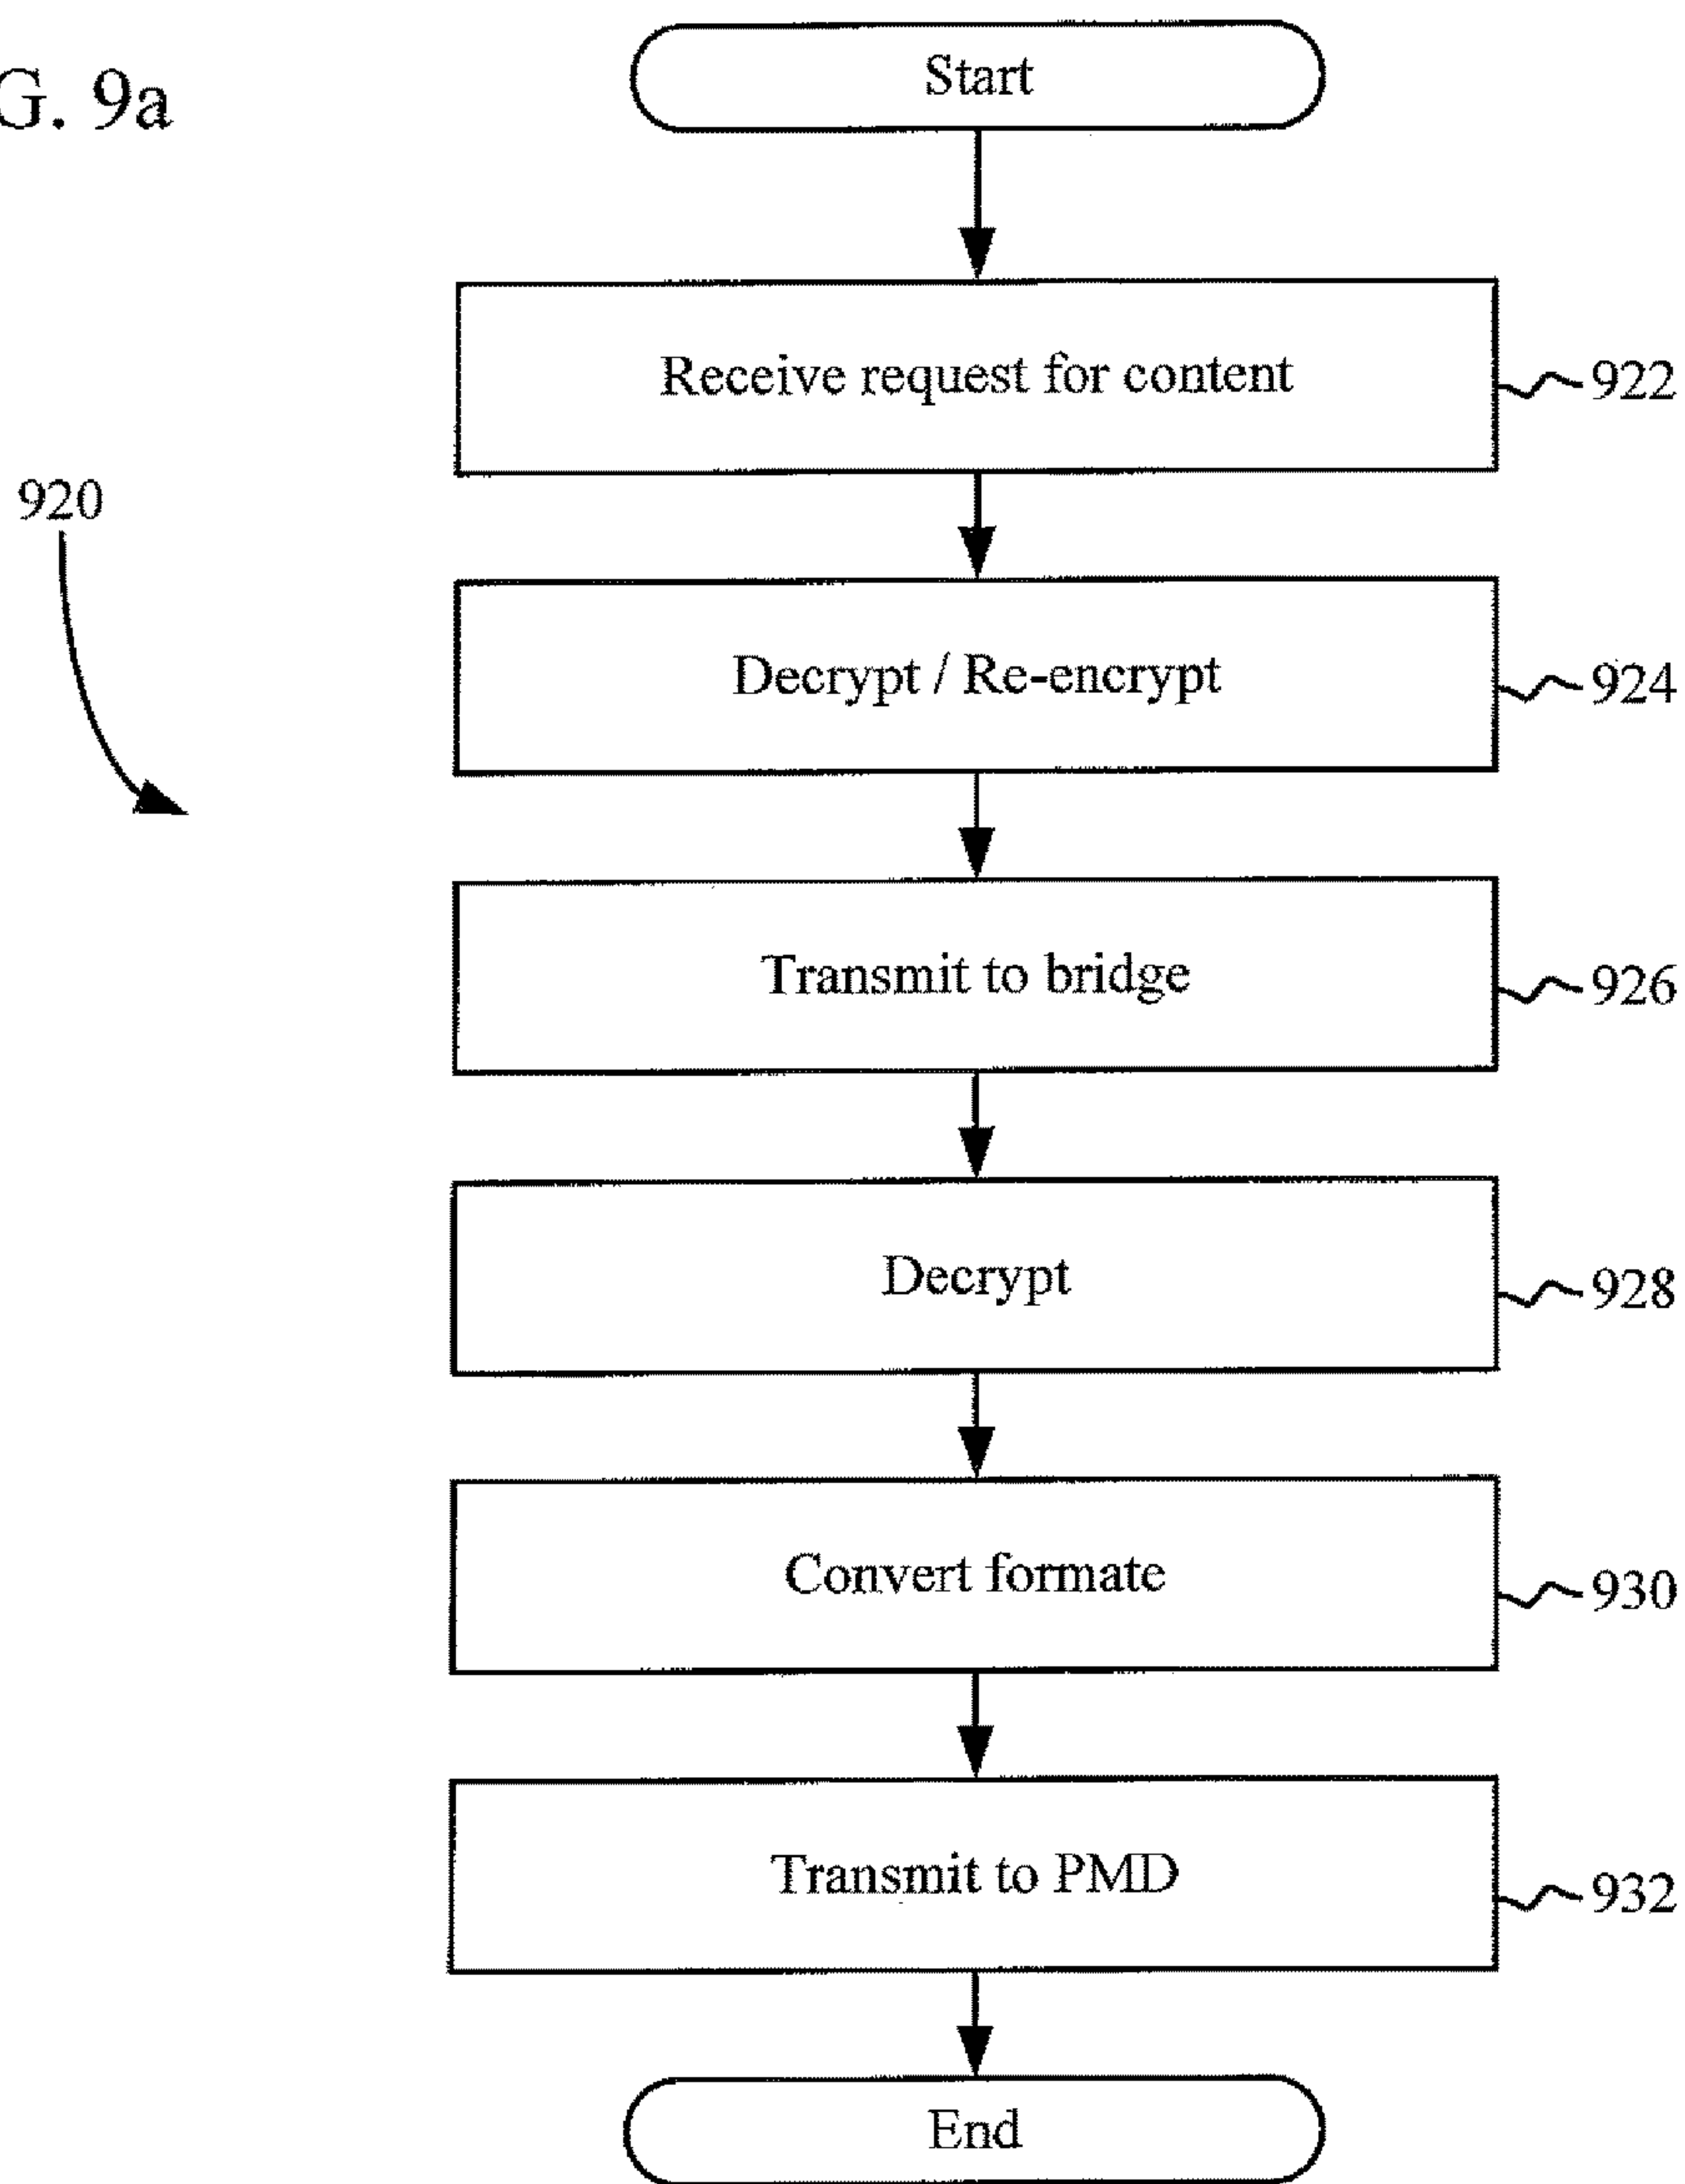 G. 9a
Start
Receive request for content
922
920
Decrypt / Re-encrypt
924
Transmit to bridge
926
Decrypt
928
Convert formate
930
Transmit to PMD
932
End